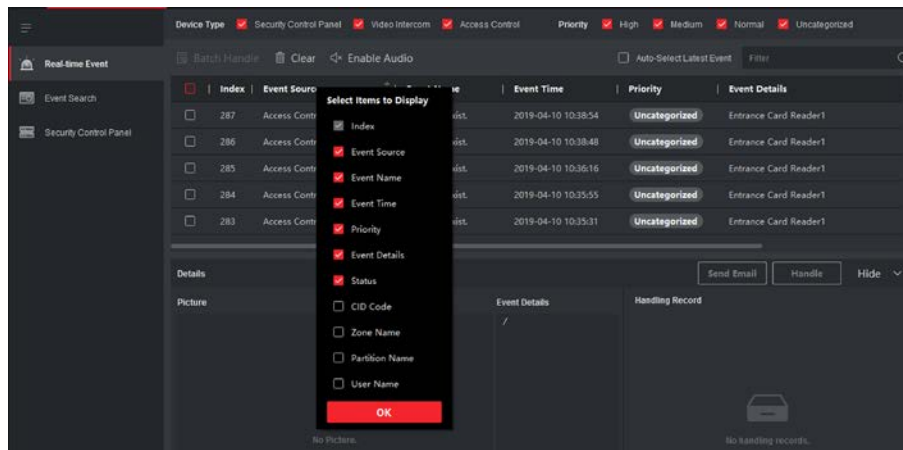 Device Type Security Control Panel Video Intercom Access Control Priority High Medium Normal Uncategorized
Real-time Event
Batch Handle Clear Enable Audio Auto-Select Latest Event Filter
Index Event Source Event Time Priority Event Details
Event Search
Security Control Panel
287 Access Contr xist. 2019-04-10 10:38:54 Uncategorized Entrance Card Reader1
286 Access Contr xist. 2019-04-10 10:38:48 Uncategorized Entrance Card Reader1
285 Access Contr xist. 2019-04-10 10:36:16 Uncategorized Entrance Card Reader1
284 Access Contr xist. 2019-04-10 10:35:55 Uncategorized Entrance Card Reader1
283 Access Contr xist. 2019-04-10 10:35:31 Uncategorized Entrance Card Reader1
Select Items to Display
Index
Event Source
Event Name
Event Time
Priority
Event Details
Status
CID Code
Zone Name
Partition Name
User Name
OK
Details Send Email Handle Hide
Picture Event Details Handling Record
/
No Picture. No handling records.